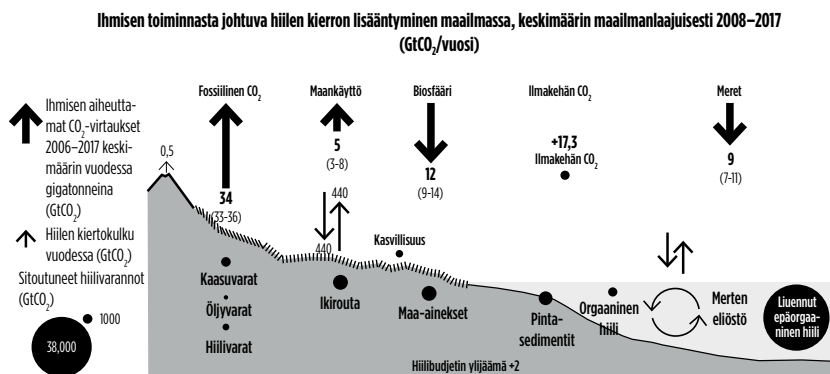 Ihmisen toiminnasta johtuva hiilen kierron lisääntyminen maailmassa, keskimäärin maailmanlaajuisesti 2008–2017
(GtCO₂/vuosi)
Ihmisen aiheutta-
mat CO₂-virtaukset
2006–2017 keski-
määrin vuodessa
gigatonneina
(GtCO₂)
Hiilen kiertokulku
vuodessa (GtCO₂)
Sitoutuneet hiilivarannot
(GtCO₂)
1000
38,000
0,5
Fossiilinen CO₂
34
(33-36)
Kaasuvarat
Öljyvarat
Hiilivarat
Maankäyttö
5
(3-8)
440
440
Ikirouta
Biosfääri
12
(9-14)
Kasvillisuus
Maa-ainekset
Ilmakehän CO₂
+17,3
Ilmakehän CO₂
Pinta-
sedimentit
Orgaaninen
hiili
Meret
9
(7-11)
Merten
eliöstö
Liuennut
epäorgaa-
ninen hiili
Hiilibudjetin ylijäämä +2